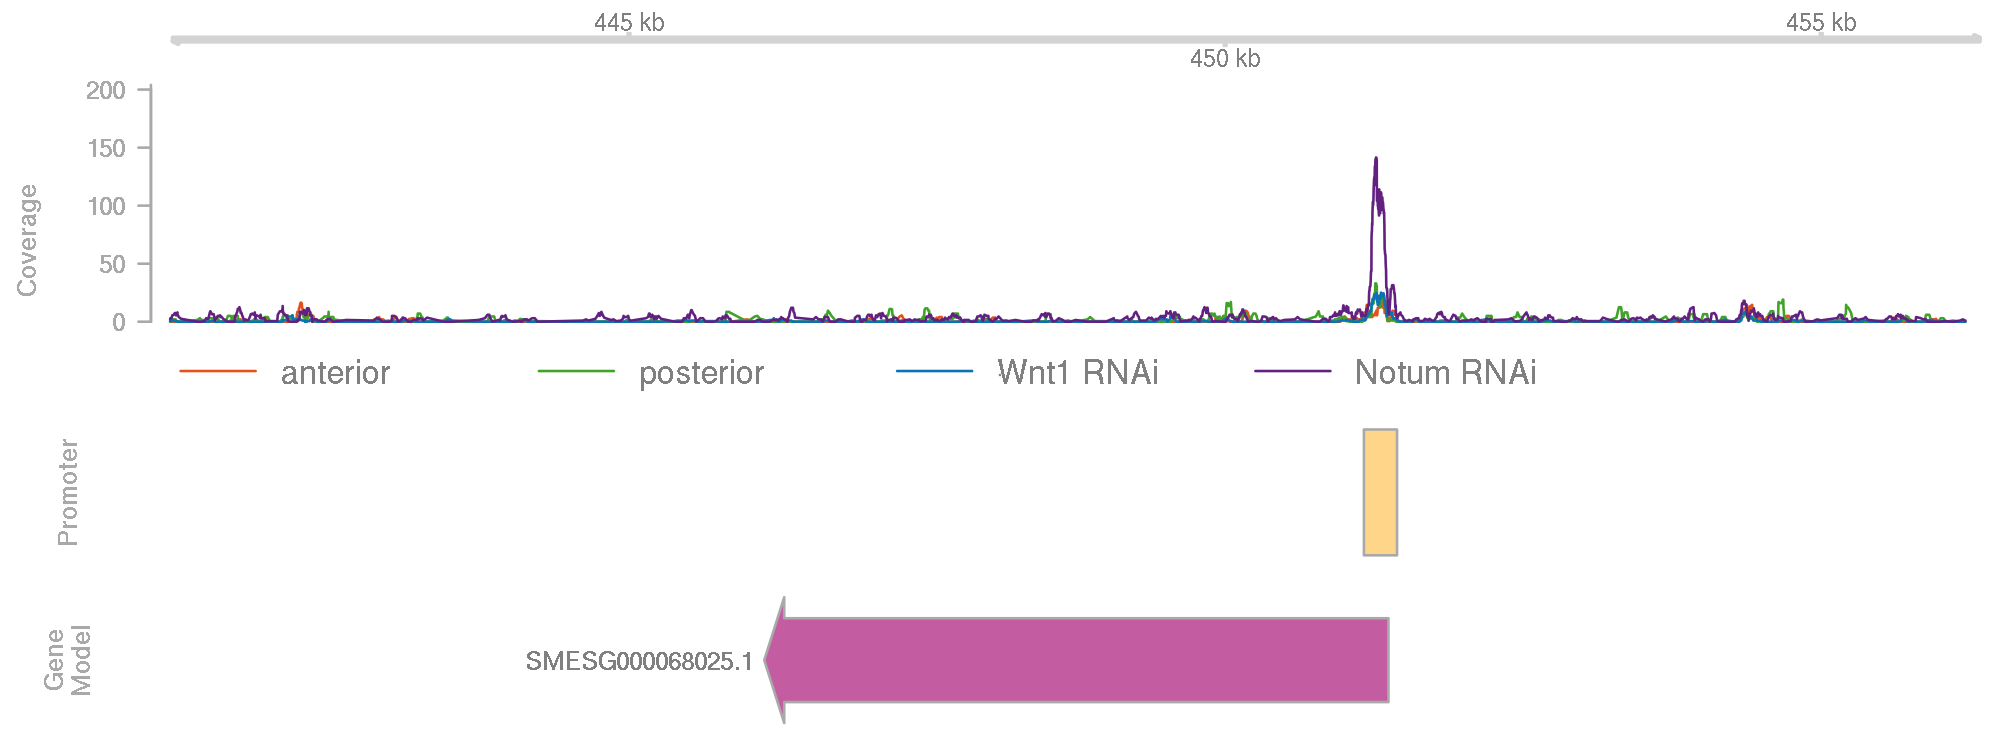 445 kb
455 kb
450 kb
200
150
100
50
0
Coverage
anterior
posterior
Wnt1 RNAi
Notum RNAi
Promoter
Gene
Model
SMESG000068025.1